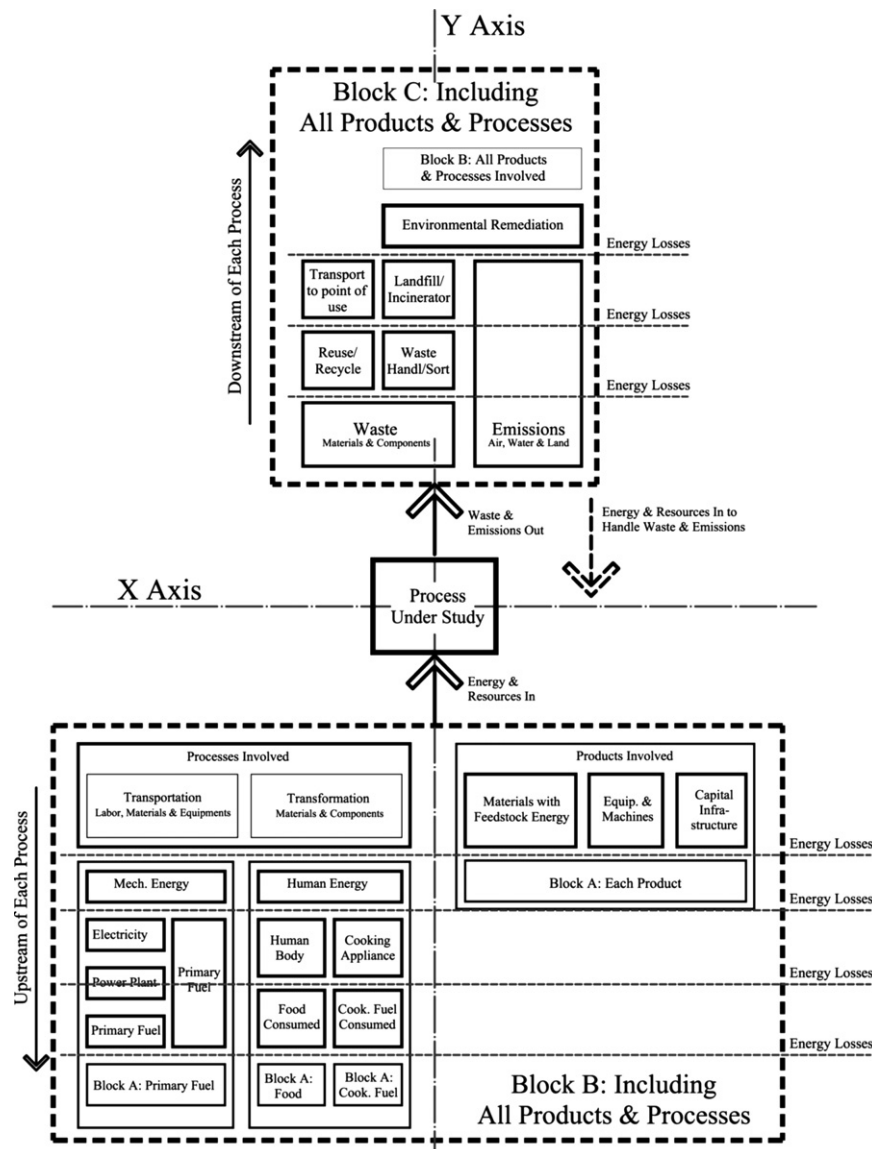 Y Axis
Block C: Including
All Products & Processes
Block B: All Products
& Processes Involved
Environmental Remediation
Energy Losses
Downstream of Each Process
Transport
to point of
use
Landfill/
Incinerator
Energy Losses
Reuse/
Recycle
Waste
Handl/Sort
Energy Losses
Waste
Materials & Components
Emissions
Air, Water & Land
Waste &
Emissions Out
Energy & Resources In to
Handle Waste & Emissions
X Axis
Process
Under Study
Energy &
Resources In
Processes Involved
Transportation
Labor, Materials & Equipments
Transformation
Materials & Components
Products Involved
Materials with
Feedstock Energy
Equip. &
Machines
Capital
Infra-
structure
Energy Losses
Upstream of Each Process
Mech. Energy
Human Energy
Block A: Each Product
Energy Losses
Electricity
Power Plant
Primary Fuel
Primary
Fuel
Human
Body
Cooking
Appliance
Energy Losses
Food
Consumed
Cook. Fuel
Consumed
Energy Losses
Block A: Primary Fuel
Block A:
Food
Block A:
Cook. Fuel
Block B: Including
All Products & Processes